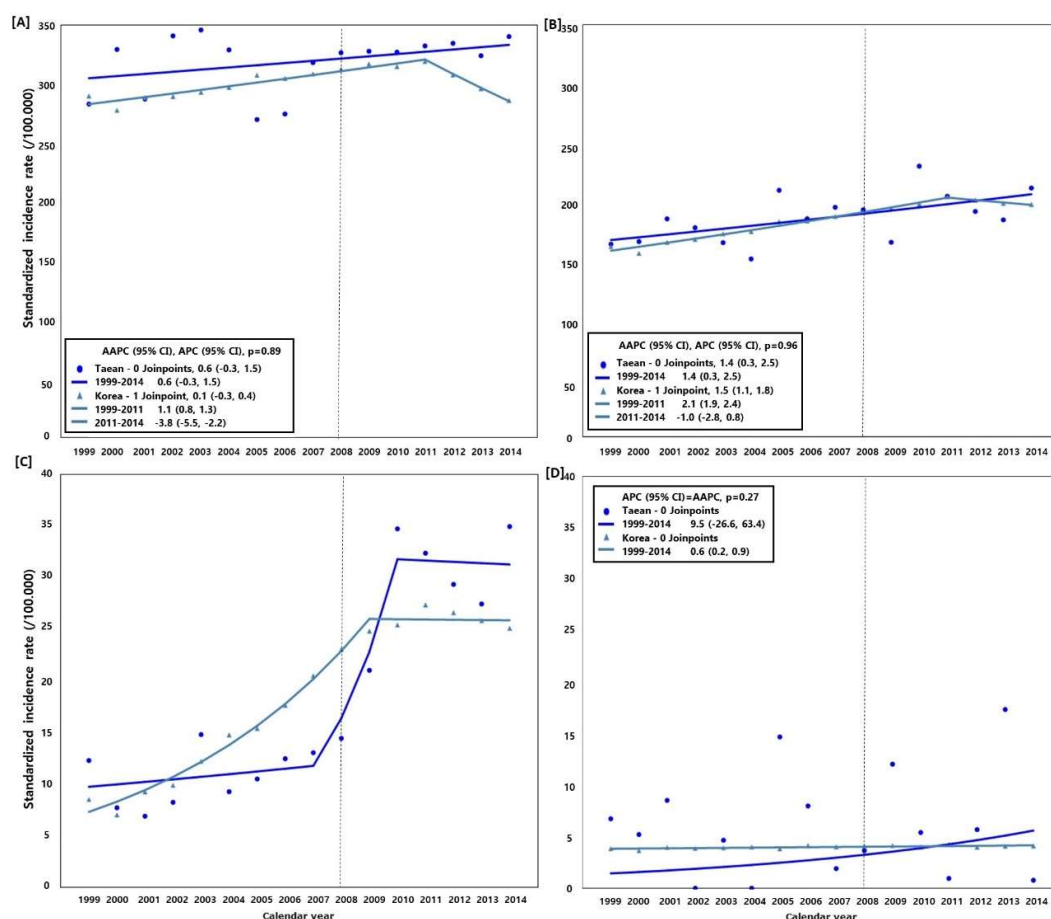 [A]
Standardized incidence rate (/100.000)
350
300
250
200
150
100
50
0
AAPC (95% CI), APC (95% CI), p=0.89
Taean - 0 Joinpoints, 0.6 (-0.3, 1.5)
1999-2014 0.6 (-0.3, 1.5)
Korea - 1 Joinpoint, 0.1 (-0.3, 0.4)
1999-2011 1.1 (0.8, 1.3)
2011-2014 -3.8 (-5.5, -2.2)
1999 2000 2001 2002 2003 2004 2005 2006 2007 2008 2009 2010 2011 2012 2013 2014
[B]
350
300
250
200
150
100
50
0
AAPC (95% CI), APC (95% CI), p=0.96
Taean - 0 Joinpoints, 1.4 (0.3, 2.5)
1999-2014 1.4 (0.3, 2.5)
Korea - 1 Joinpoint, 1.5 (1.1, 1.8)
1999-2011 2.1 (1.9, 2.4)
2011-2014 -1.0 (-2.8, 0.8)
1999 2000 2001 2002 2003 2004 2005 2006 2007 2008 2009 2010 2011 2012 2013 2014
[C]
Standardized incidence rate (/100.000)
40
35
30
25
20
15
10
5
0
1999 2000 2001 2002 2003 2004 2005 2006 2007 2008 2009 2010 2011 2012 2013 2014
Calendar year
[D]
40
35
30
25
20
15
10
5
0
APC (95% CI)=AAPC, p=0.27
Taean - 0 Joinpoints
1999-2014 9.5 (-26.6, 63.4)
Korea - 0 Joinpoints
1999-2014 0.6 (0.2, 0.9)
1999 2000 2001 2002 2003 2004 2005 2006 2007 2008 2009 2010 2011 2012 2013 2014
Calendar year